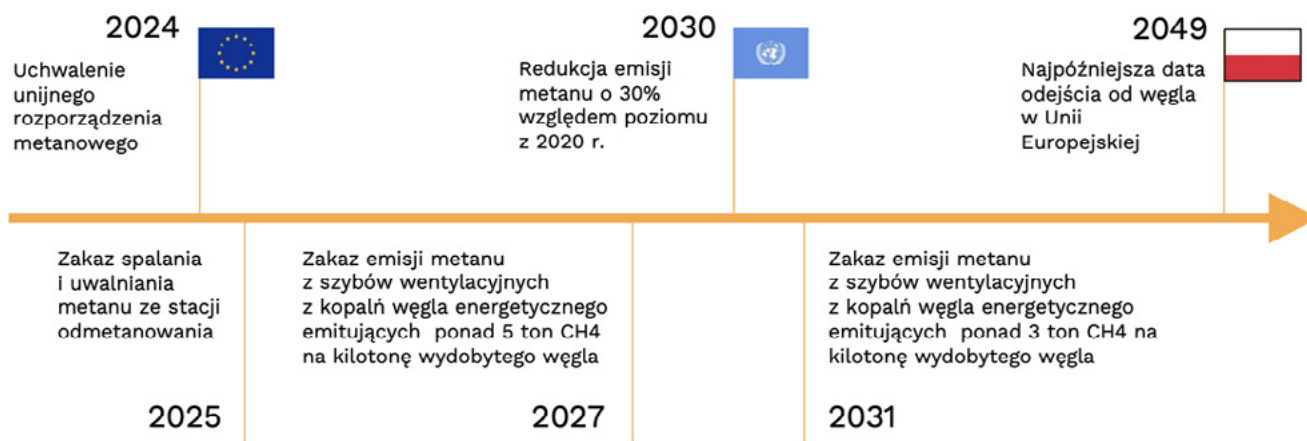 2024
Uchwalenie
unijnego
rozporządzenia
metanowego
2030
Redukcja emisji
metanu o 30%
względem poziomu
z 2020 r.
2049
Najpóźniejsza data
odejścia od węgla
w Unii
Europejskiej
Zakaz spalania
i uwalniania
metanu ze stacji
odmetanowania
2025
Zakaz emisji metanu
z szybów wentylacyjnych
z kopalń węgla energetycznego
emitujących ponad 5 ton CH4
na kilotonę wydobytego węgla
2027
Zakaz emisji metanu
z szybów wentylacyjnych
z kopalń węgla energetycznego
emitujących ponad 3 ton CH4 na
kilotonę wydobytego węgla
2031